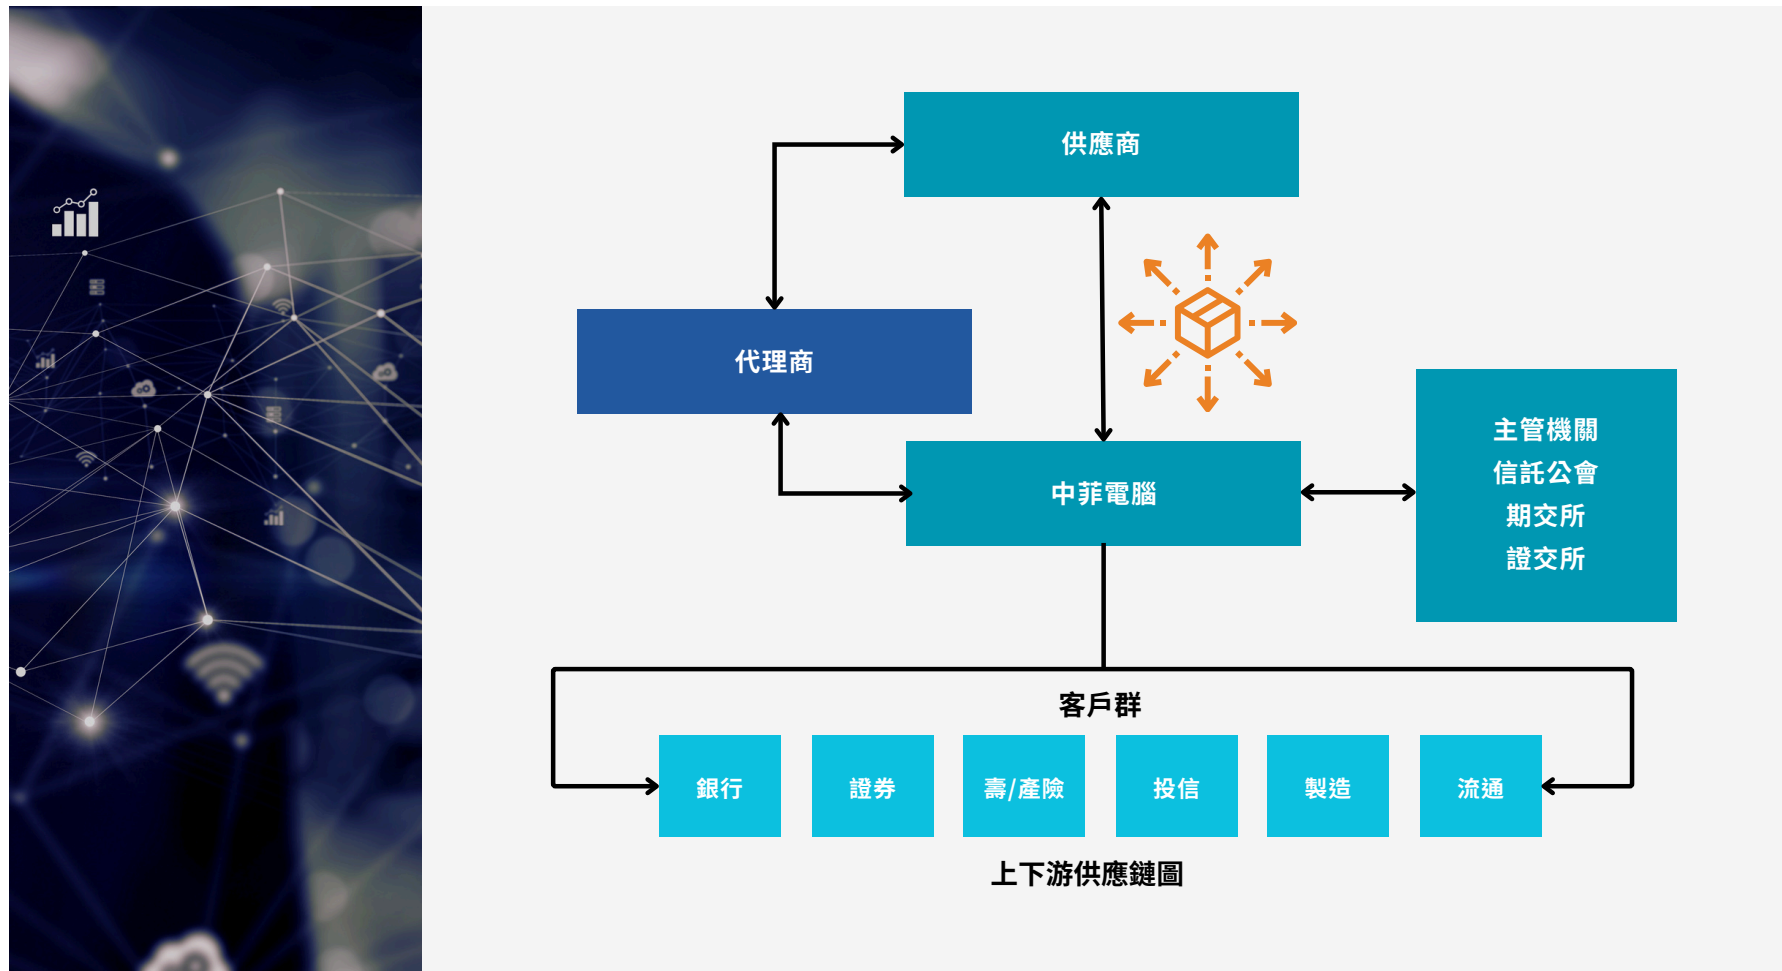 供應商
代理商
中菲電腦
主管機關
信託公會
期交所
證交所
客戶群
銀行
證券
壽/產險
投信
製造
流通
上下游供應鏈圖